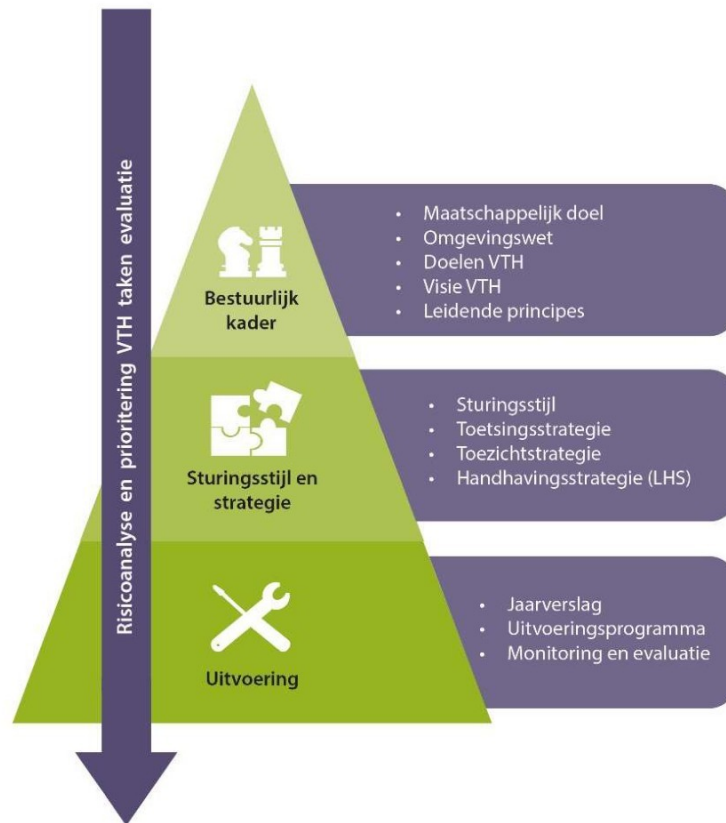 Risicoanalyse en prioritering VTH taken evaluatie
Bestuurlijk
kader
• Maatschappelijk doel
• Omgevingswet
• Doelen VTH
• Visie VTH
• Leidende principes
Sturingsstijl en
strategie
• Sturingsstijl
• Toetsingsstrategie
• Toezichtstrategie
• Handhavingsstrategie (LHS)
Uitvoering
• Jaarverslag
• Uitvoeringsprogramma
• Monitoring en evaluatie